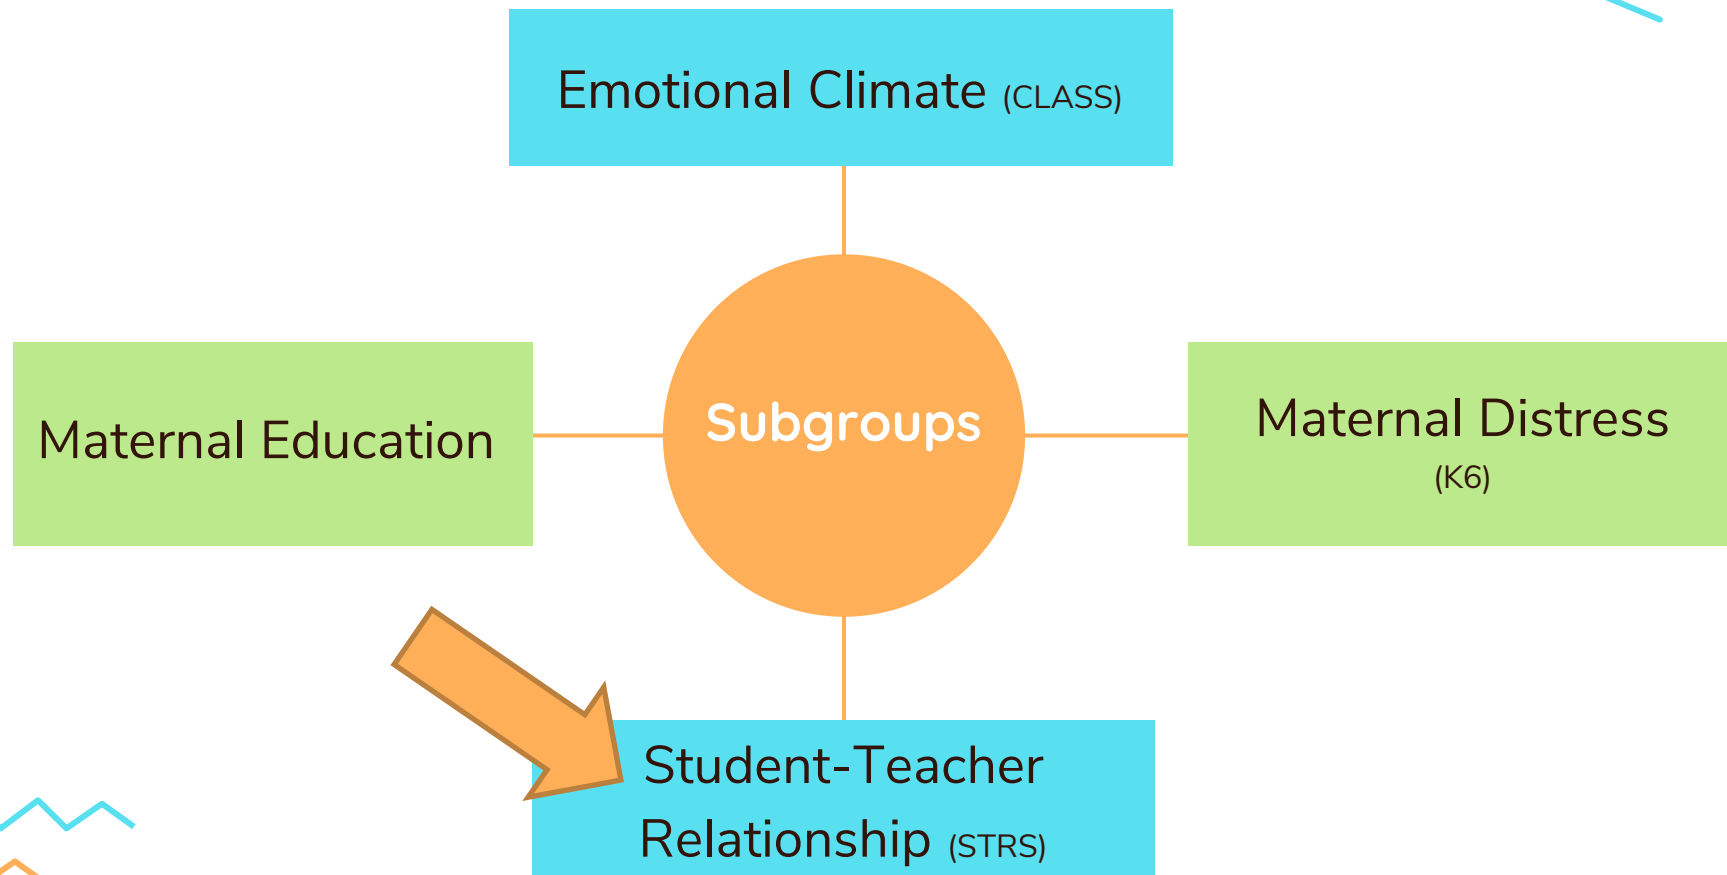 Emotional Climate (CLASS)
Maternal Education
Subgroups
Maternal Distress
(K6)
Student-Teacher
Relationship (STRS)